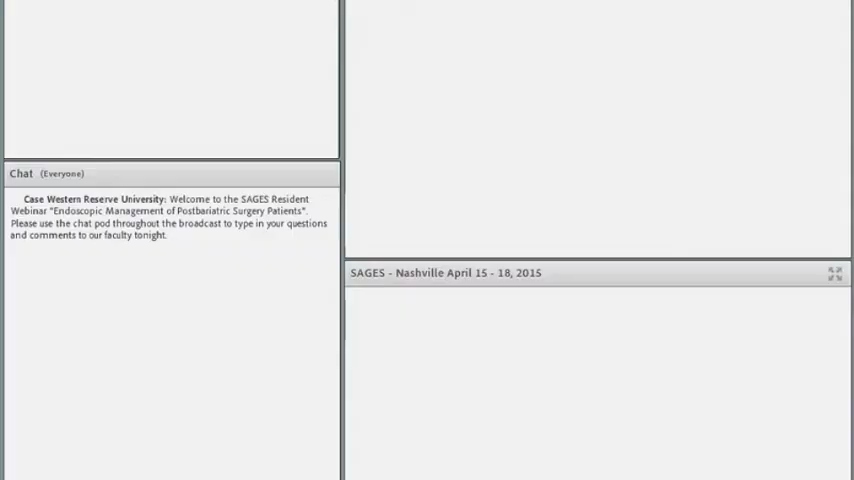 Chat (Everyone)
Case Western Reserve University: Welcome to the SAGES Resident
Webinar "Endoscopic Management of Postbariatric Surgery Patients".
Please use the chat pod throughout the broadcast to type in your questions
and comments to our faculty tonight.
SAGES - Nashville April 15 - 18, 2015